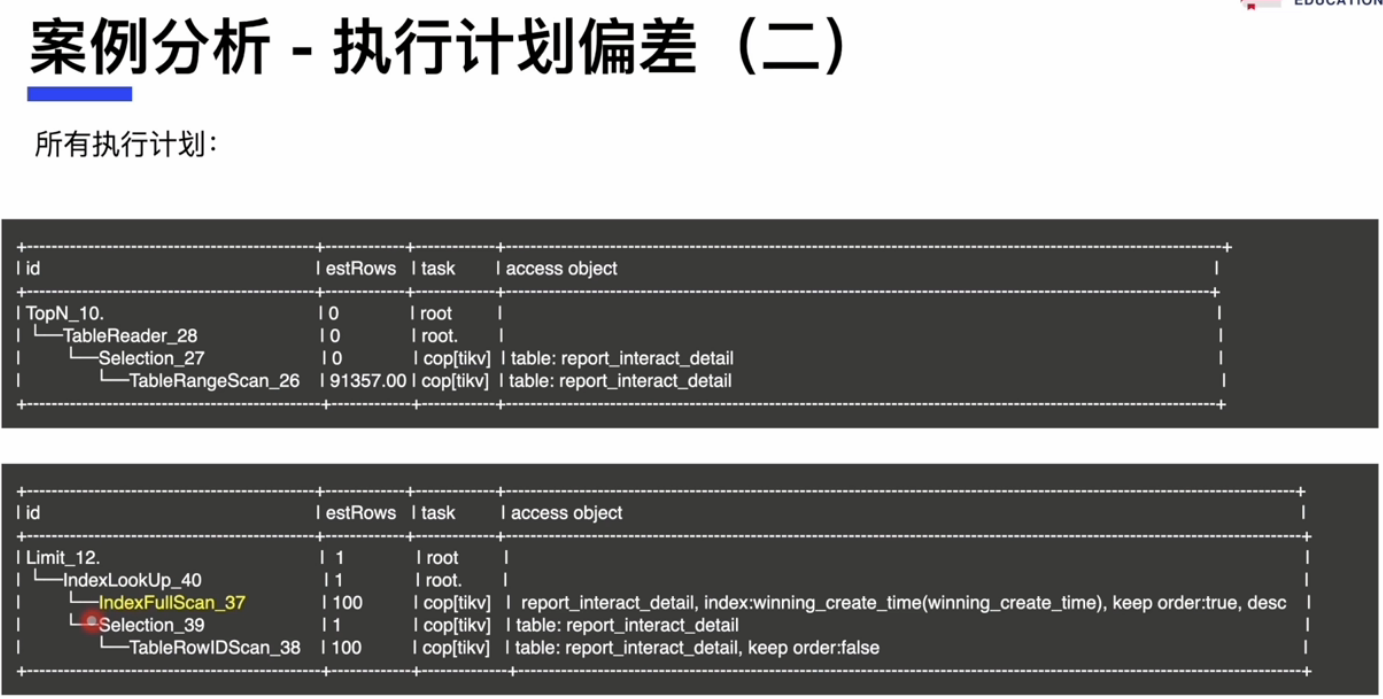 EDUCATION
案例分析 - 执行计划偏差（二）
所有执行计划：
+-----------------------------------------------+--------------+--------------+--------------------------------------------------------------------------+
| id | estRows | task | access object |
+-----------------------------------------------+--------------+--------------+--------------------------------------------------------------------------+
| TopN_10. | 0 | root | |
| └──TableReader_28 | 0 | root. | |
| └──Selection_27 | 0 | cop[tikv] | table: report_interact_detail |
| └──TableRangeScan_26 | 91357.00 | cop[tikv] | table: report_interact_detail |
+-----------------------------------------------+--------------+--------------+--------------------------------------------------------------------------+
+-----------------------------------------------+--------------+--------------+--------------------------------------------------------------------------+
| id | estRows | task | access object |
+-----------------------------------------------+--------------+--------------+--------------------------------------------------------------------------+
| Limit_12. | 1 | root | |
| └──IndexLookUp_40 | 1 | root. | |
| └──IndexFullScan_37 | 100 | cop[tikv] | report_interact_detail, index:winning_create_time(winning_create_time), keep order:true, desc |
| └──Selection_39 | 1 | cop[tikv] | table: report_interact_detail |
| └──TableRowIDScan_38 | 100 | cop[tikv] | table: report_interact_detail, keep order:false |
+-----------------------------------------------+--------------+--------------+--------------------------------------------------------------------------+